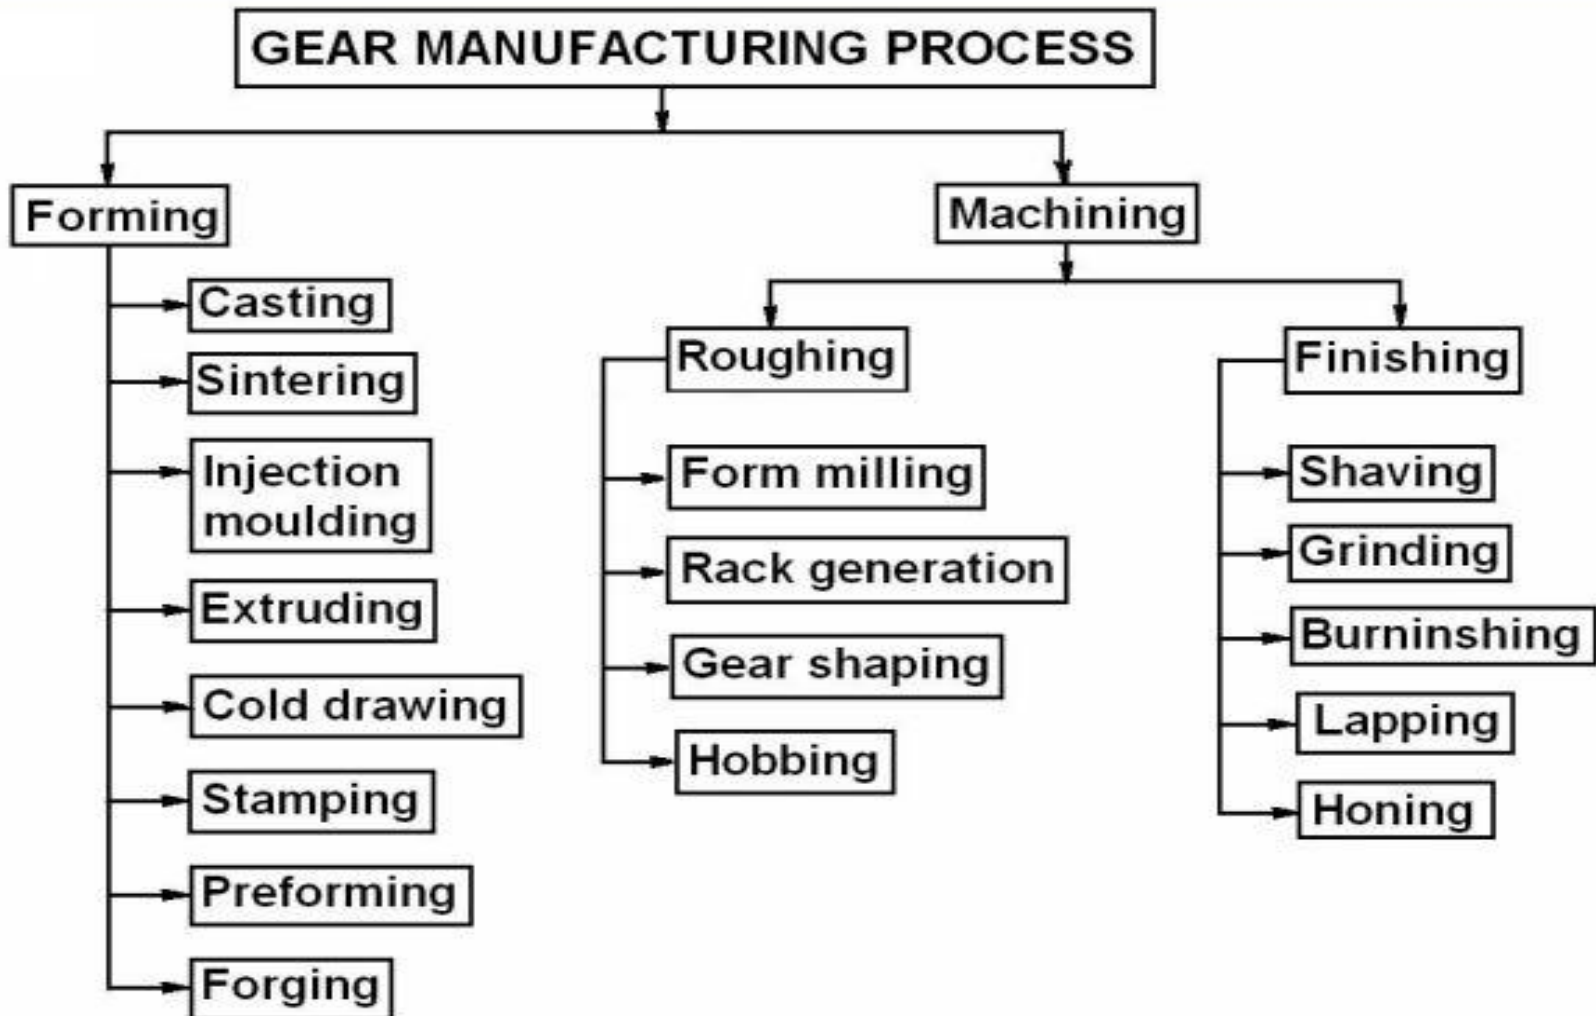 GEAR MANUFACTURING PROCESS
Forming
Casting
Sintering
Injection
moulding
Extruding
Cold drawing
Stamping
Preforming
Forging
Machining
Roughing
Form milling
Rack generation
Gear shaping
Hobbing
Finishing
Shaving
Grinding
Burninshing
Lapping
Honing